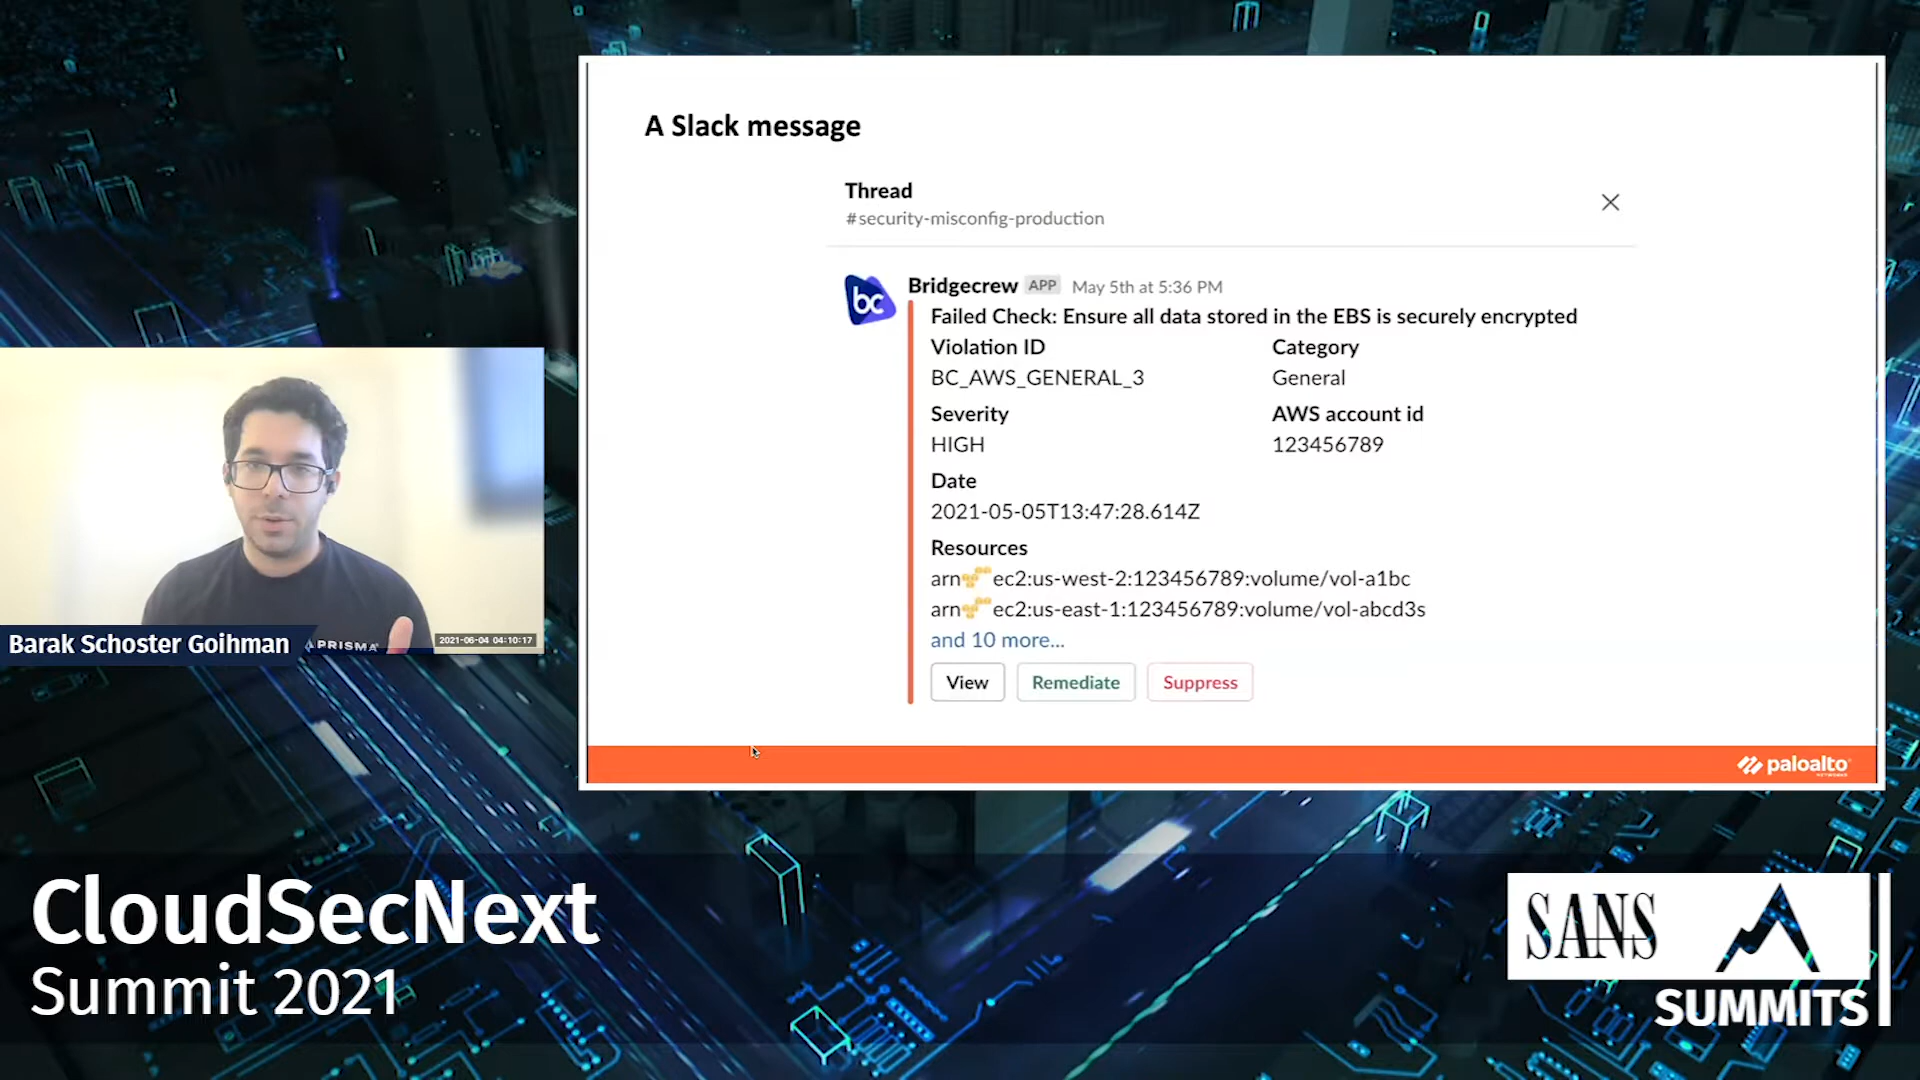 A Slack message
Thread
#security-misconfig-production
bc
Bridgecrew APP May 5th at 5:36 PM
Failed Check: Ensure all data stored in the EBS is securely encrypted
Violation ID
Category
BC_AWS_GENERAL_3
General
Severity
AWS account id
HIGH
123456789
Date
2021-05-05T13:47:28.614Z
Resources
arn ec2:us-west-2:123456789:volume/vol-a1bc
arn ec2:us-east-1:123456789:volume/vol-abcd3s
and 10 more...
View Remediate Suppress
paloalto
NETWORKS
Barak Schoster Goihman
PRISMA
2021-06-04 04:10:17
CloudSecNext
Summit 2021
SANS
SUMMITS